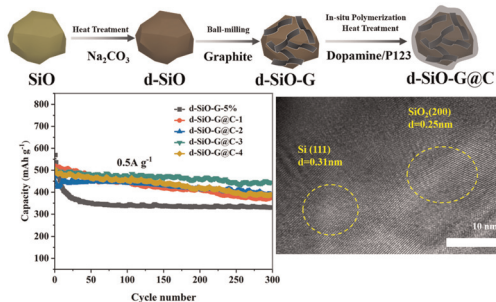 Heat Treatment
Na₂CO₃
Ball-milling
Graphite
In-situ Polymerization
Heat Treatment
Dopamine/P123
SiO
d-SiO
d-SiO-G
d-SiO-G@C
Capacity (mAh g⁻¹)
800
700
600
500
400
300
200
100
0
50
100
150
200
250
300
Cycle number
d-SiO-G-5%
d-SiO-G@C-1
d-SiO-G@C-2
d-SiO-G@C-3
d-SiO-G@C-4
0.5A g⁻¹
SiO₂(200)
d=0.25nm
Si (111)
d=0.31nm
10 nm